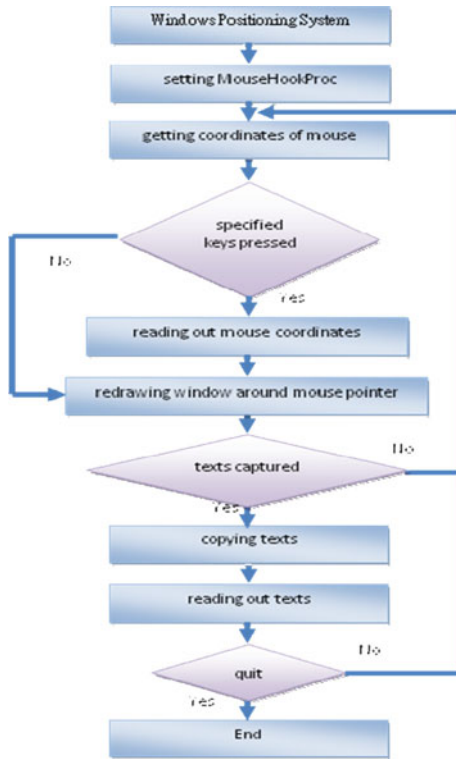 Windows Positioning System
setting MouseHookProc
getting coordinates of mouse
specified
keys pressed
No
Yes
reading out mouse coordinates
redrawing window around mouse pointer
texts captured
No
Yes
copying texts
reading out texts
No
quit
Yes
End